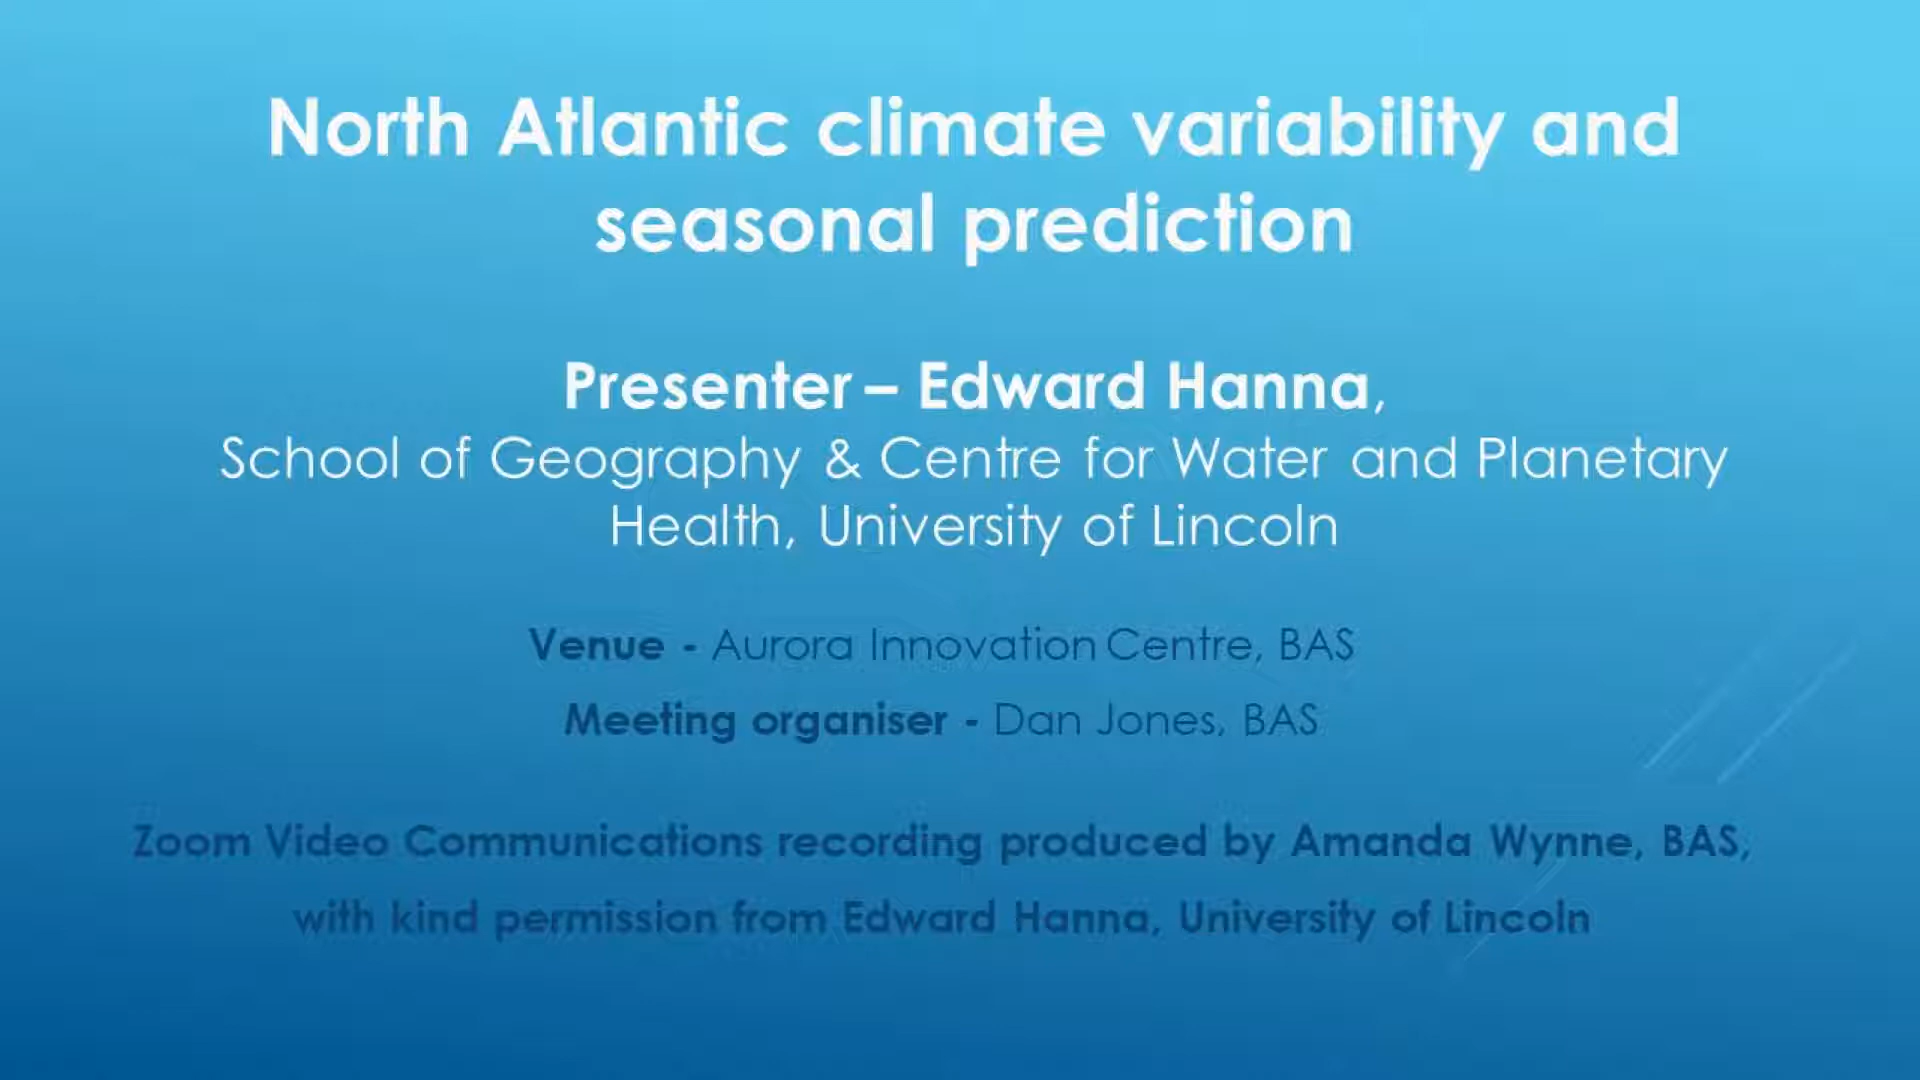 North Atlantic climate variability and
seasonal prediction
Presenter – Edward Hanna,
School of Geography & Centre for Water and Planetary
Health, University of Lincoln
Venue - Aurora Innovation Centre, BAS
Meeting organiser - Dan Jones, BAS
Zoom Video Communications recording produced by Amanda Wynne, BAS,
with kind permission from Edward Hanna, University of Lincoln